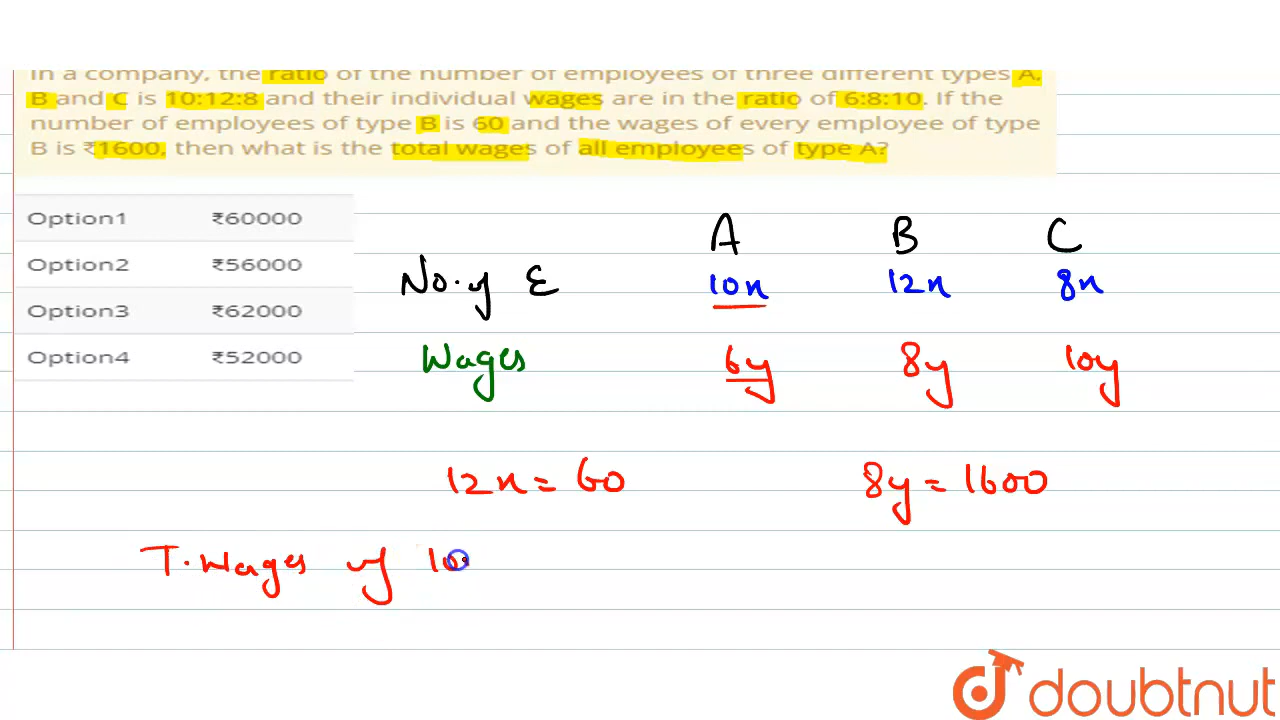 In a company, the ratio of the number of employees of three different types A,
B and C is 10:12:8 and their individual wages are in the ratio of 6:8:10. If the
number of employees of type B is 60 and the wages of every employee of type
B is ₹1600, then what is the total wages of all employees of type A?
Option1 ₹60000
Option2 ₹56000
Option3 ₹62000
Option4 ₹52000
A B C
No. of E 10x 12x 8x
Wages 6y 8y 10y
12x = 60 8y = 1600
T. Wages of 10
doubtnut